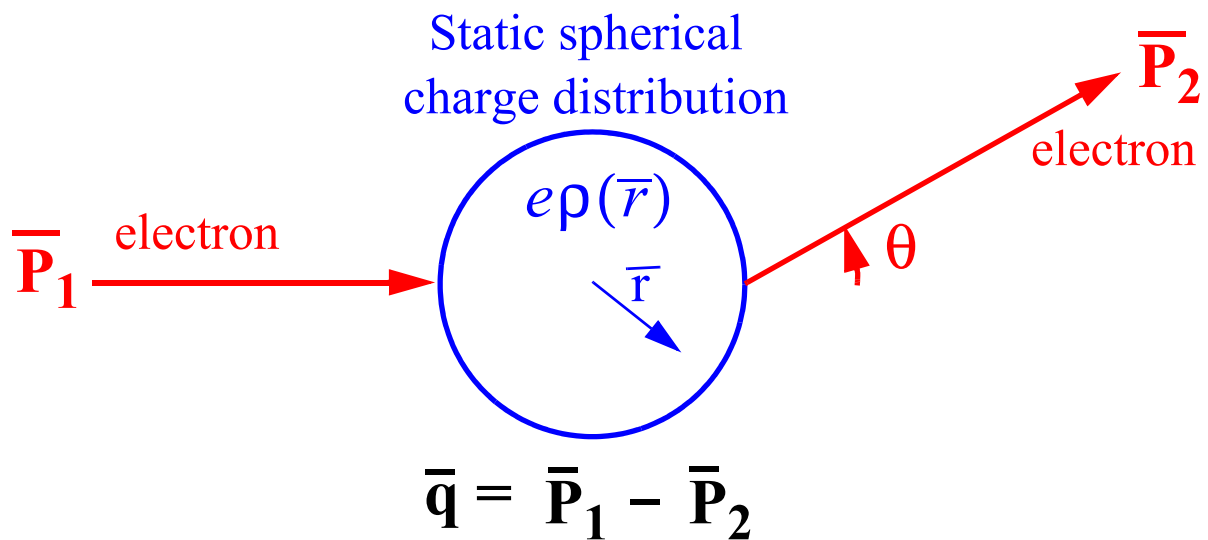 Static spherical
charge distribution
P̅₂
electron
eρ(r̅)
electron
P̅₁
θ
r̅
q̅ = P̅₁ − P̅₂